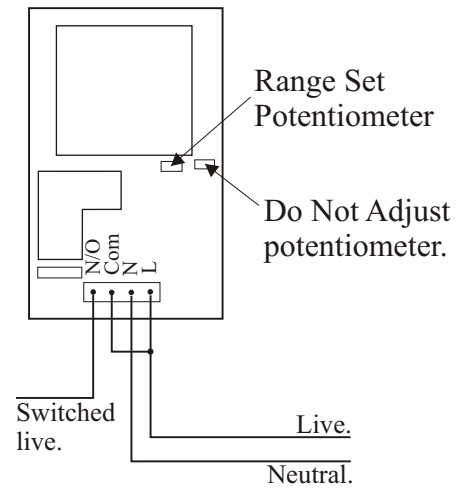 Range Set
Potentiometer
Do Not Adjust
potentiometer.
N/O
Com
N
L
Switched
live.
Live.
Neutral.